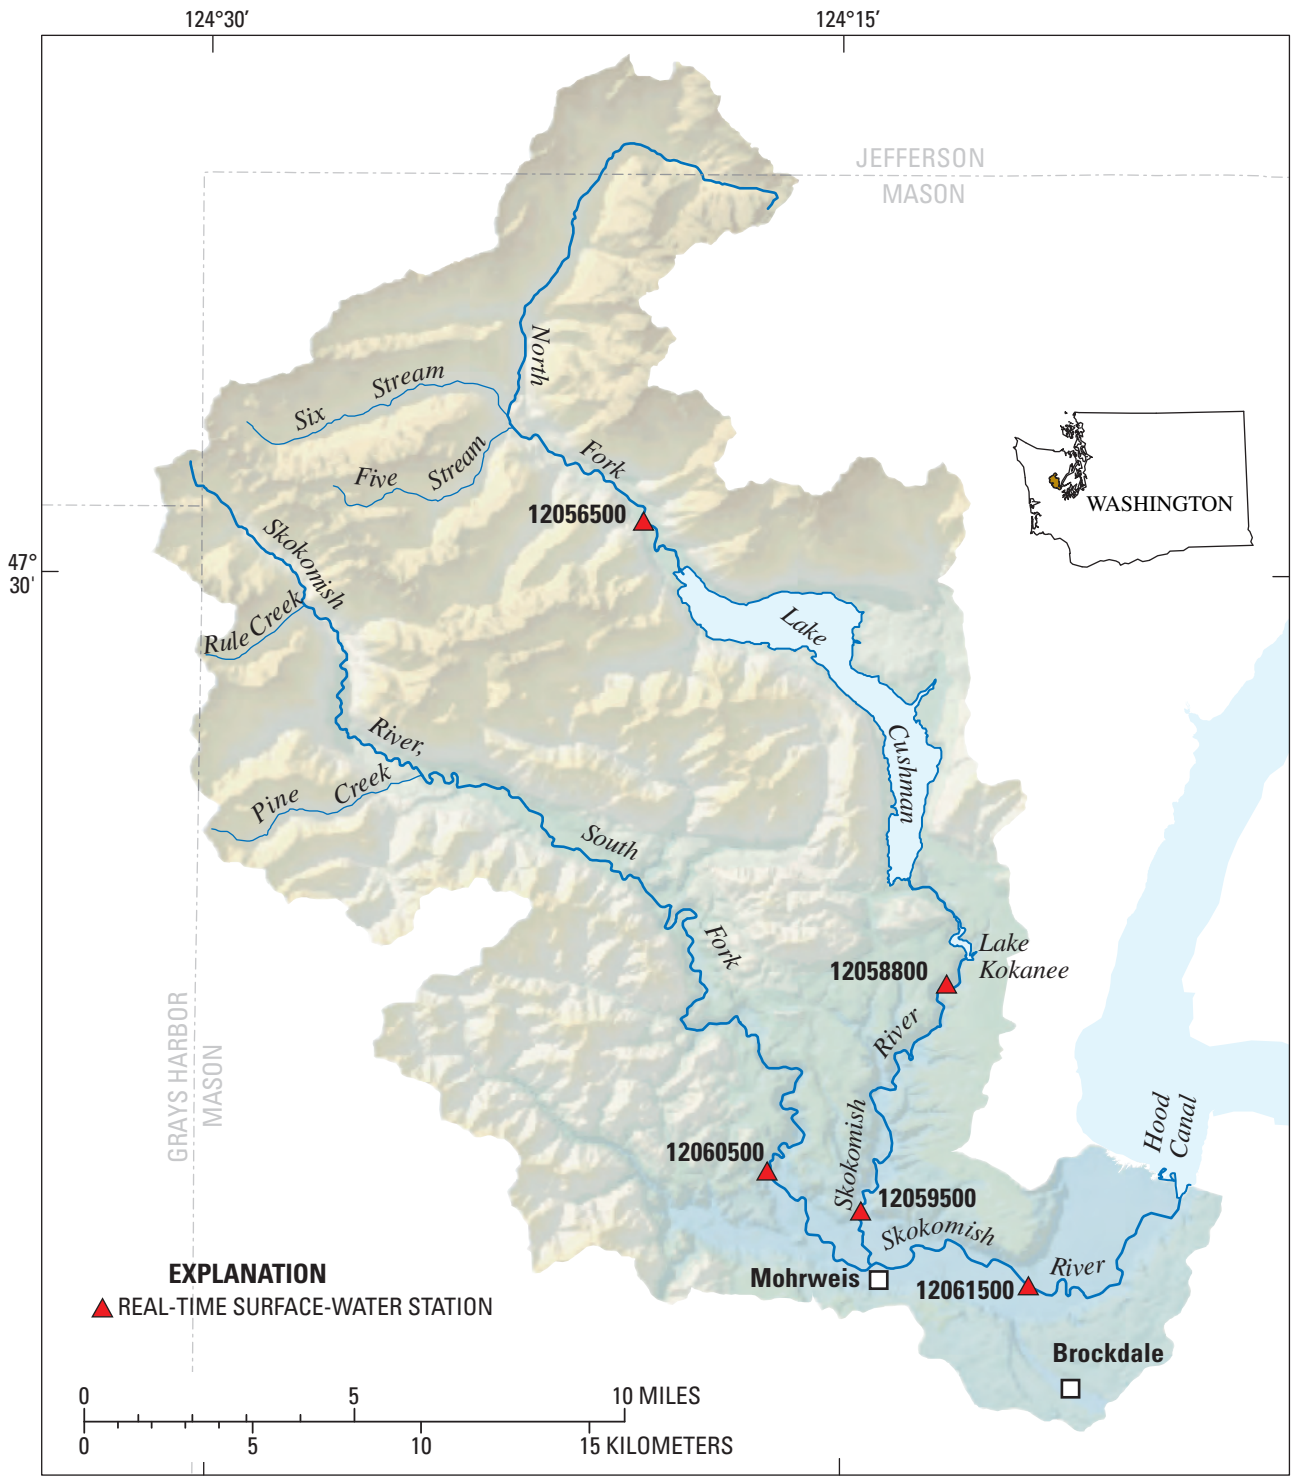 124°30’
124°15’
JEFFERSON
MASON
North
Six Stream
Five Stream
Fork
12056500
WASHINGTON
47°
30'
Skokomish
Rule Creek
Lake
Cushman
River,
Pine Creek
South
Fork
Lake
Kokanee
12058800
River
GRAYS HARBOR
MASON
Hood
Canal
Skokomish
12060500
12059500
Skokomish
River
Mohrweis
12061500
EXPLANATION
REAL-TIME SURFACE-WATER STATION
Brockdale
0 5 10 MILES
0 5 10 15 KILOMETERS